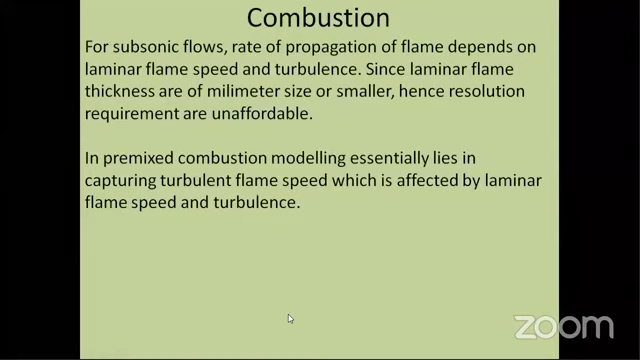 Combustion
For subsonic flows, rate of propagation of flame depends on
laminar flame speed and turbulence. Since laminar flame
thickness are of milimeter size or smaller, hence resolution
requirement are unaffordable.
In premixed combustion modelling essentially lies in
capturing turbulent flame speed which is affected by laminar
flame speed and turbulence.
zoom